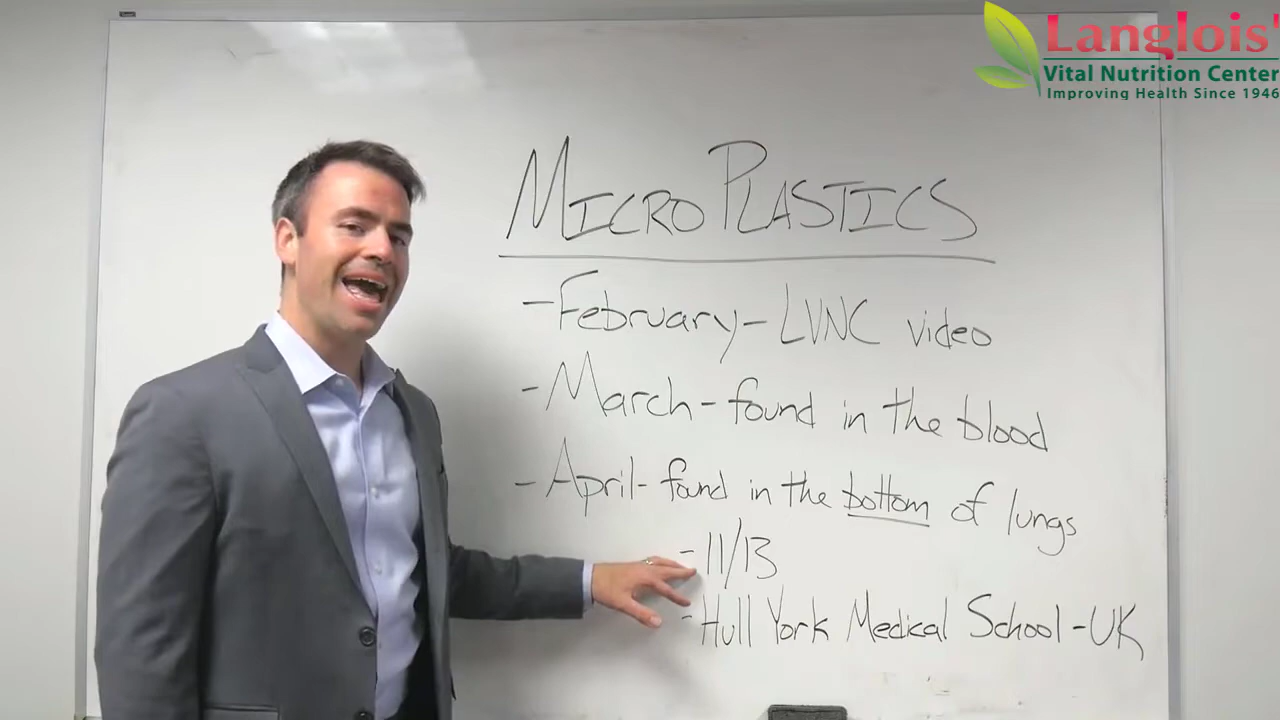 Langlois'
Vital Nutrition Center
Improving Health Since 1946
MICROPLASTICS
- February - LVNC video
- March - found in the blood
- April - found in the bottom of lungs
- 11/13
- Hull York Medical School - UK